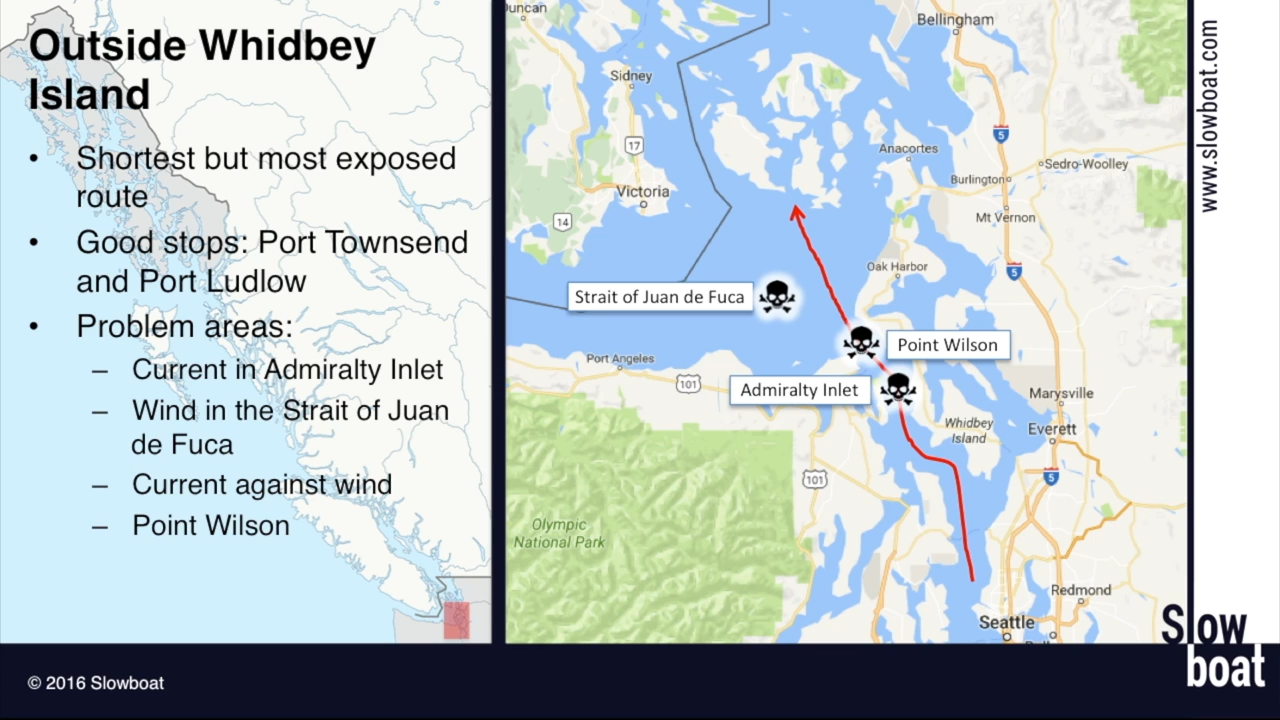 Outside Whidbey
Island
• Shortest but most exposed
route
• Good stops: Port Townsend
and Port Ludlow
• Problem areas:
– Current in Admiralty Inlet
– Wind in the Strait of Juan
de Fuca
– Current against wind
– Point Wilson
Duncan
Bellingham
Sidney
17
5
Anacortes
Sedro-Woolley
Burlington
Victoria
14
Mt Vernon
Oak Harbor
5
Strait of Juan de Fuca
Point Wilson
Port Angeles
101
Admiralty Inlet
Marysville
Whidbey
Island
Everett
101
5
Olympic
National Park
Redmond
Seattle
www.slowboat.com
Slow
boat
© 2016 Slowboat